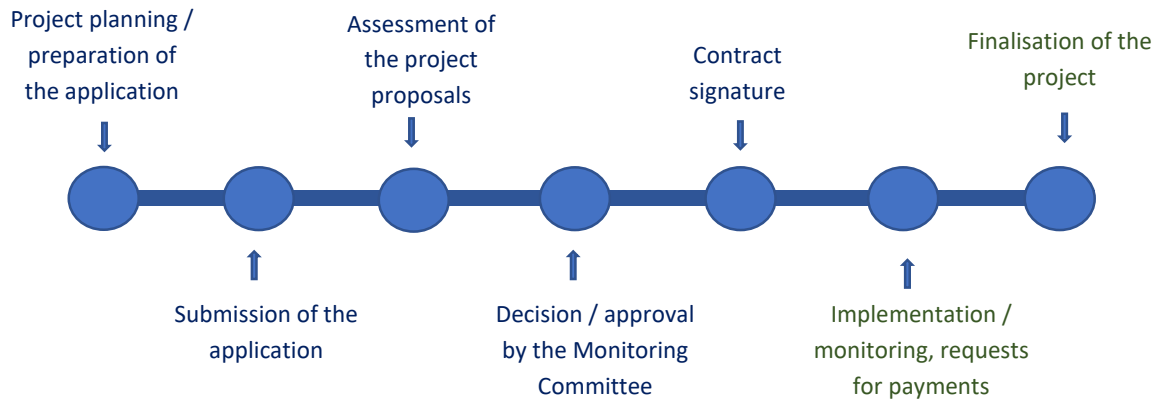 Project planning /
preparation of
the application
Submission of the
application
Assessment of
the project
proposals
Decision / approval
by the Monitoring
Committee
Contract
signature
Implementation /
monitoring, requests
for payments
Finalisation of the
project